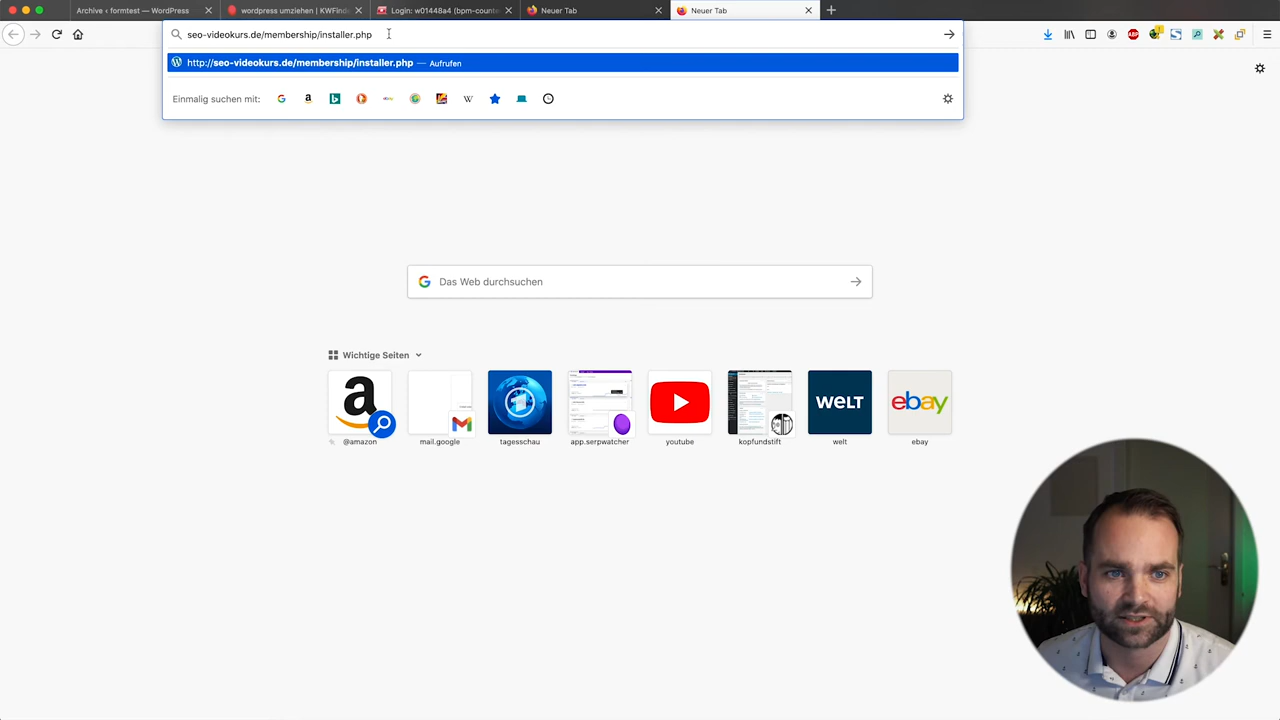 Archive ‹ formtest — WordPress
wordpress umziehen | KWFind
Login: w01448a4 (bpm-count
Neuer Tab
Neuer Tab
seo-videokurs.de/membership/installer.php
http://seo-videokurs.de/membership/installer.php — Aufrufen
Einmalig suchen mit:
Das Web durchsuchen
Wichtige Seiten
WELT
ebay
@amazon
mail.google
tagesschau
app.serpwatcher
youtube
kopfundstift
welt
ebay